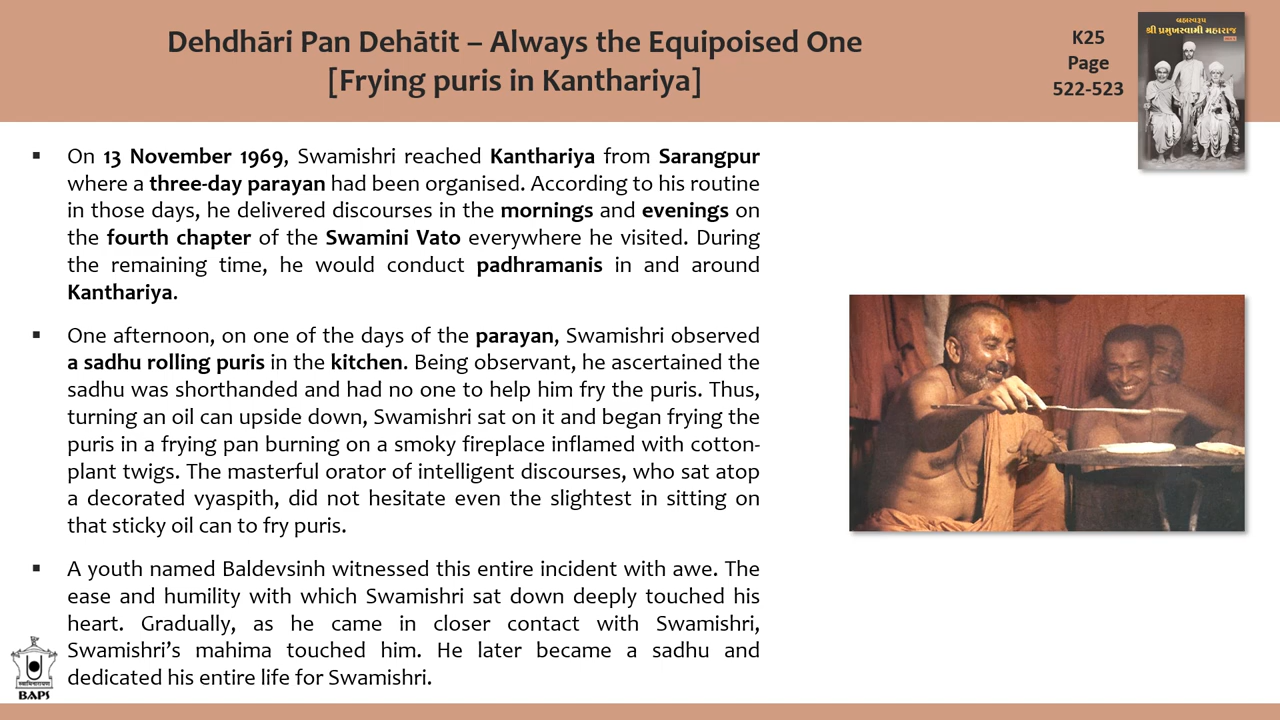 Dehdhāri Pan Dehātit – Always the Equipoised One
[Frying puris in Kanthariya]
K25
Page
522-523
બ્રહ્મસ્વરૂપ
શ્રી પ્રમુખસ્વામી મહારાજ
▪ On 13 November 1969, Swamishri reached Kanthariya from Sarangpur
where a three-day parayan had been organised. According to his routine
in those days, he delivered discourses in the mornings and evenings on
the fourth chapter of the Swamini Vato everywhere he visited. During
the remaining time, he would conduct padhramanis in and around
Kanthariya.
▪ One afternoon, on one of the days of the parayan, Swamishri observed
a sadhu rolling puris in the kitchen. Being observant, he ascertained the
sadhu was shorthanded and had no one to help him fry the puris. Thus,
turning an oil can upside down, Swamishri sat on it and began frying the
puris in a frying pan burning on a smoky fireplace inflamed with cotton-
plant twigs. The masterful orator of intelligent discourses, who sat atop
a decorated vyaspith, did not hesitate even the slightest in sitting on
that sticky oil can to fry puris.
▪ A youth named Baldevsinh witnessed this entire incident with awe. The
ease and humility with which Swamishri sat down deeply touched his
heart. Gradually, as he came in closer contact with Swamishri,
Swamishri’s mahima touched him. He later became a sadhu and
dedicated his entire life for Swamishri.
BAPS